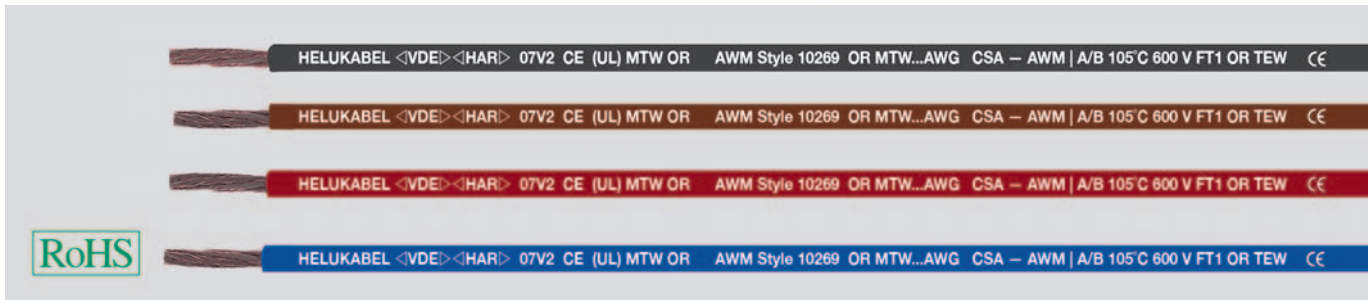 HELUKABEL ◁VDE▷ ◁HAR▷ 07V2 CE (UL) MTW OR AWM Style 10269 OR MTW...AWG CSA – AWM | A/B 105°C 600 V FT1 OR TEW CE
HELUKABEL ◁VDE▷ ◁HAR▷ 07V2 CE (UL) MTW OR AWM Style 10269 OR MTW...AWG CSA – AWM | A/B 105°C 600 V FT1 OR TEW CE
HELUKABEL ◁VDE▷ ◁HAR▷ 07V2 CE (UL) MTW OR AWM Style 10269 OR MTW...AWG CSA – AWM | A/B 105°C 600 V FT1 OR TEW CE
RoHS
HELUKABEL ◁VDE▷ ◁HAR▷ 07V2 CE (UL) MTW OR AWM Style 10269 OR MTW...AWG CSA – AWM | A/B 105°C 600 V FT1 OR TEW CE